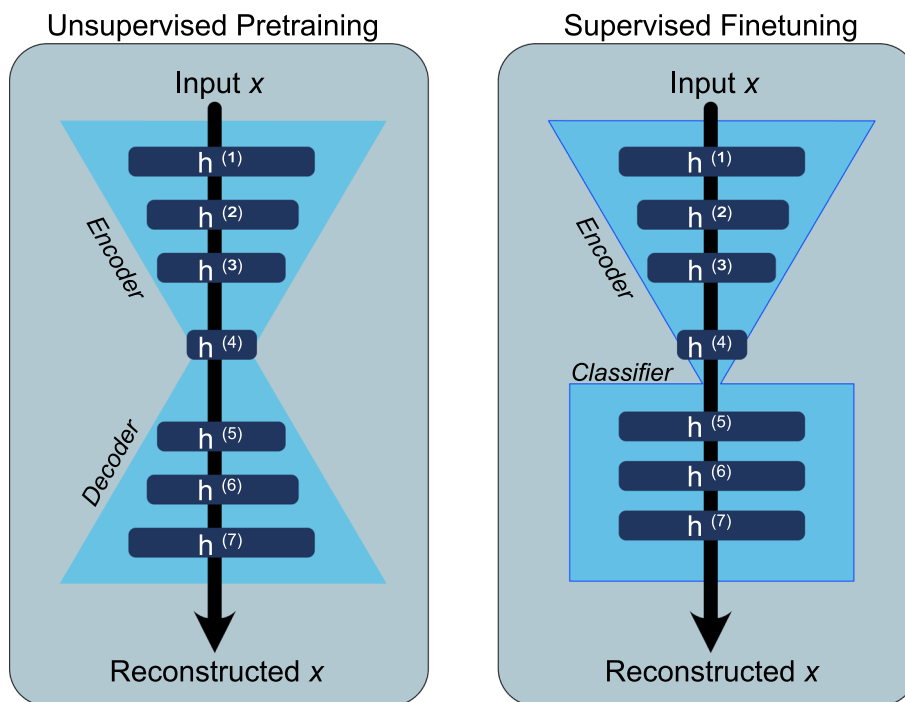 Unsupervised Pretraining
Input x
h (1)
h (2)
h (3)
Encoder
h (4)
Decoder
h (5)
h (6)
h (7)
Reconstructed x
Supervised Finetuning
Input x
h (1)
h (2)
h (3)
Encoder
h (4)
Classifier
h (5)
h (6)
h (7)
Reconstructed x